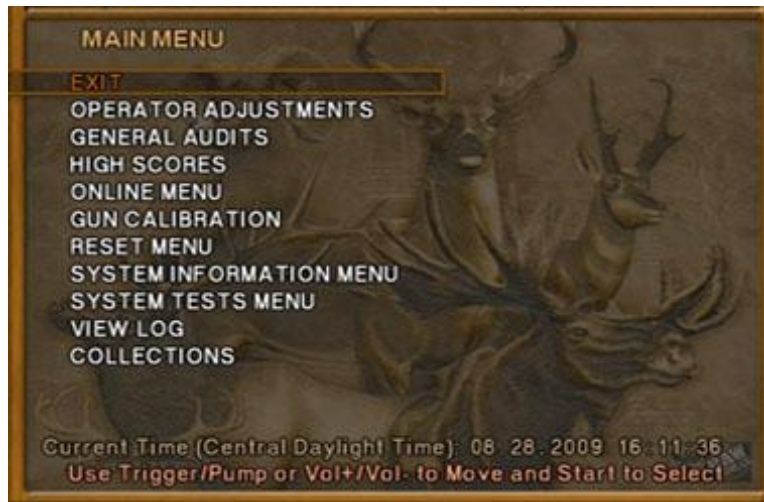 MAIN MENU
EXIT
OPERATOR ADJUSTMENTS
GENERAL AUDITS
HIGH SCORES
ONLINE MENU
GUN CALIBRATION
RESET MENU
SYSTEM INFORMATION MENU
SYSTEM TESTS MENU
VIEW LOG
COLLECTIONS
Current Time (Central Daylight Time): 08-28-2009 16:11:36
Use Trigger/Pump or Vol+/Vol- to Move and Start to Select